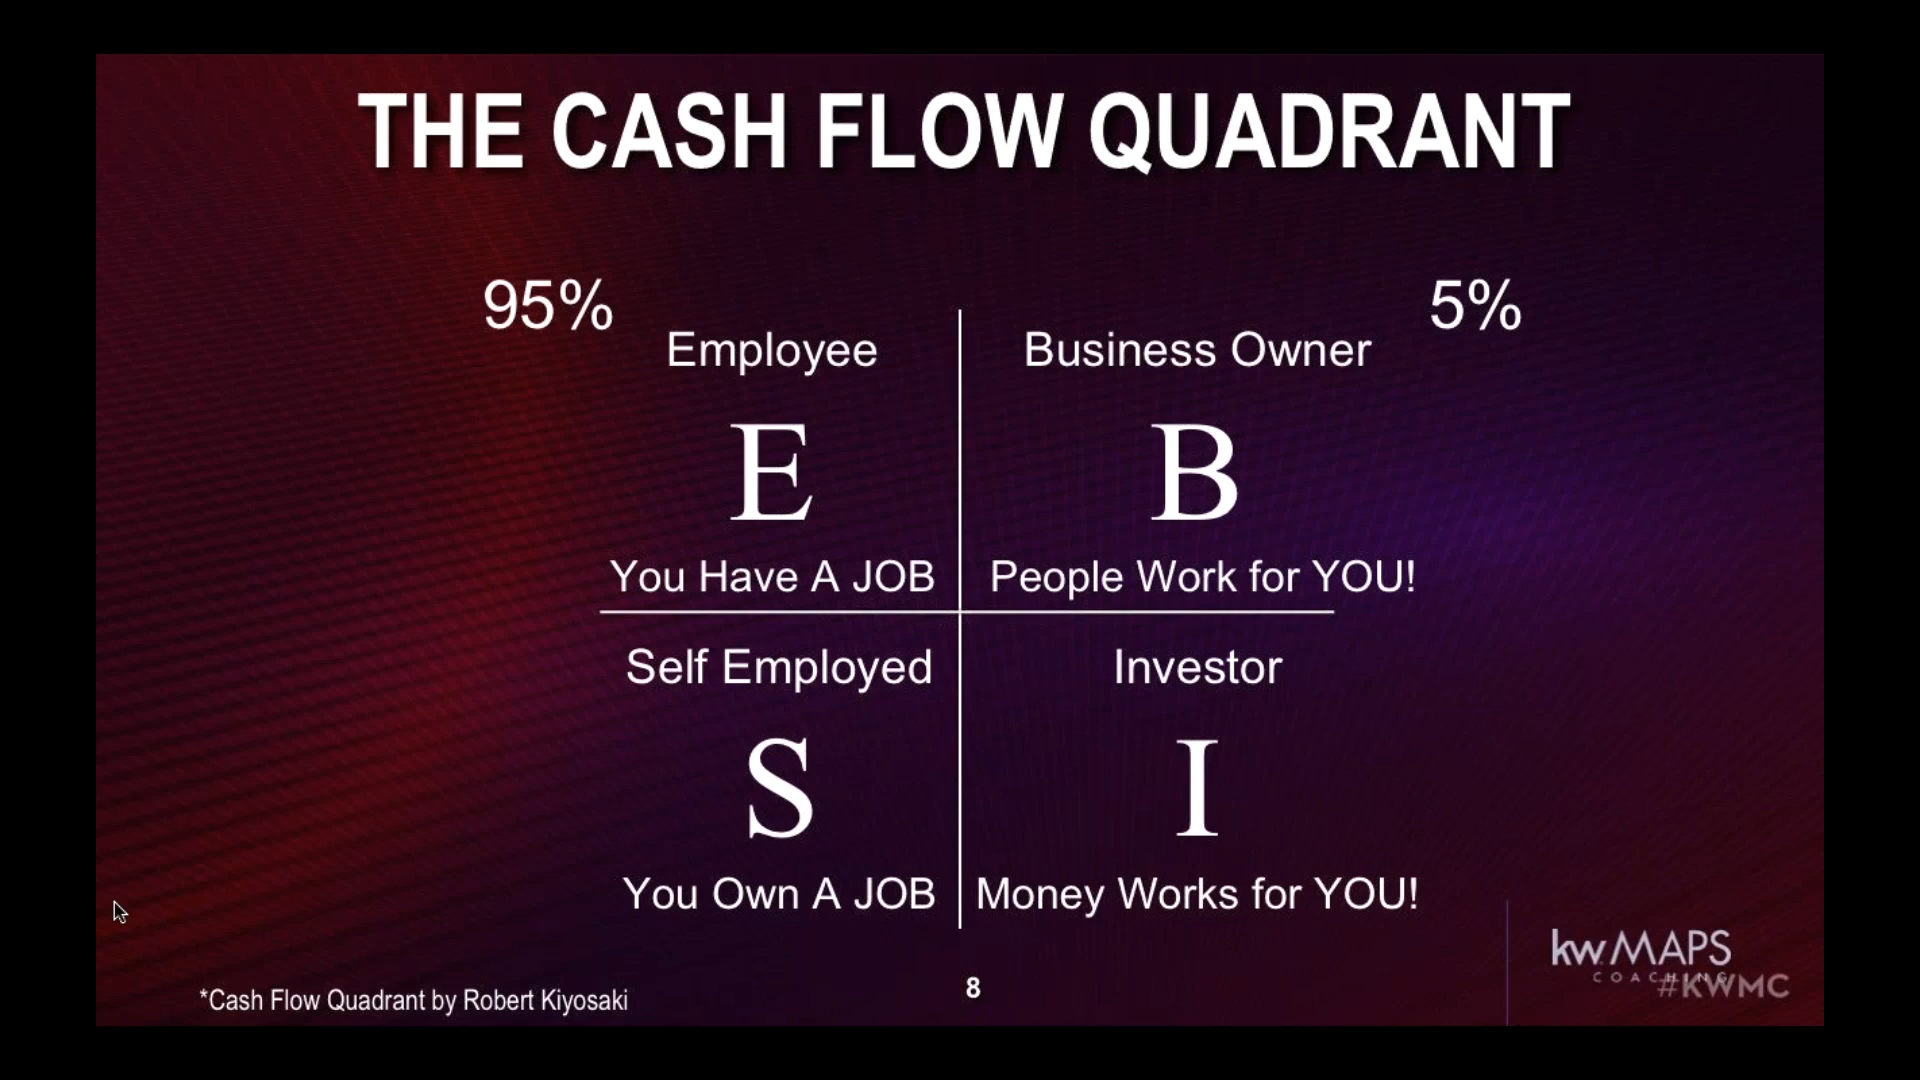 THE CASH FLOW QUADRANT
95%
5%
Employee
Business Owner
E
B
You Have A JOB
People Work for YOU!
Self Employed
Investor
S
I
You Own A JOB
Money Works for YOU!
kw MAPS
COACHING
#KWMC
*Cash Flow Quadrant by Robert Kiyosaki
8